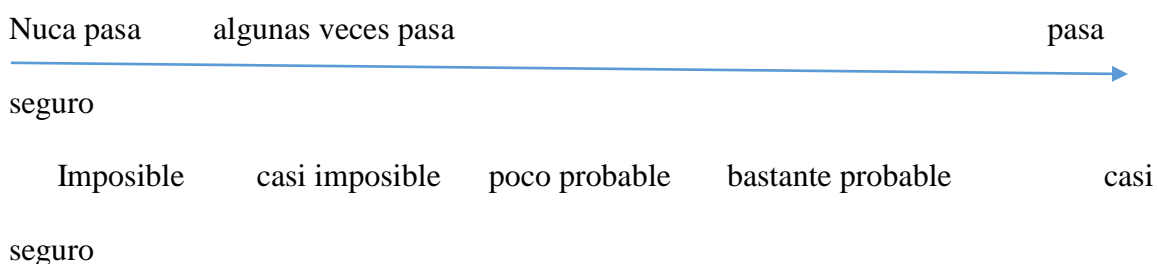 Nuca pasa algunas veces pasa pasa
seguro
Imposible casi imposible poco probable bastante probable casi
seguro